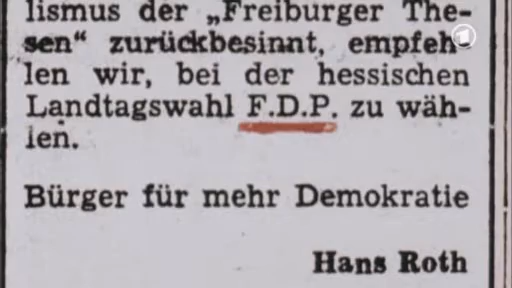 lismus der „Freiburger The-
sen“ zurückbesinnt, empfeh-
len wir, bei der hessischen
Landtagswahl F.D.P. zu wäh-
len.
Bürger für mehr Demokratie
Hans Roth